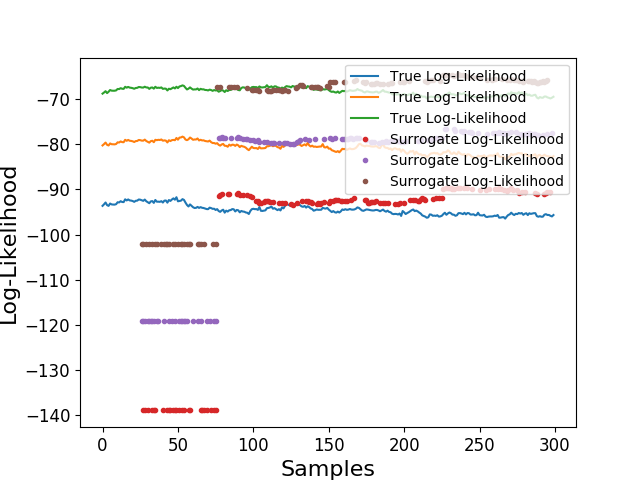 Log-Likelihood
−70
−80
−90
−100
−110
−120
−130
−140
0
50
100
150
200
250
300
Samples
True Log-Likelihood
True Log-Likelihood
True Log-Likelihood
Surrogate Log-Likelihood
Surrogate Log-Likelihood
Surrogate Log-Likelihood